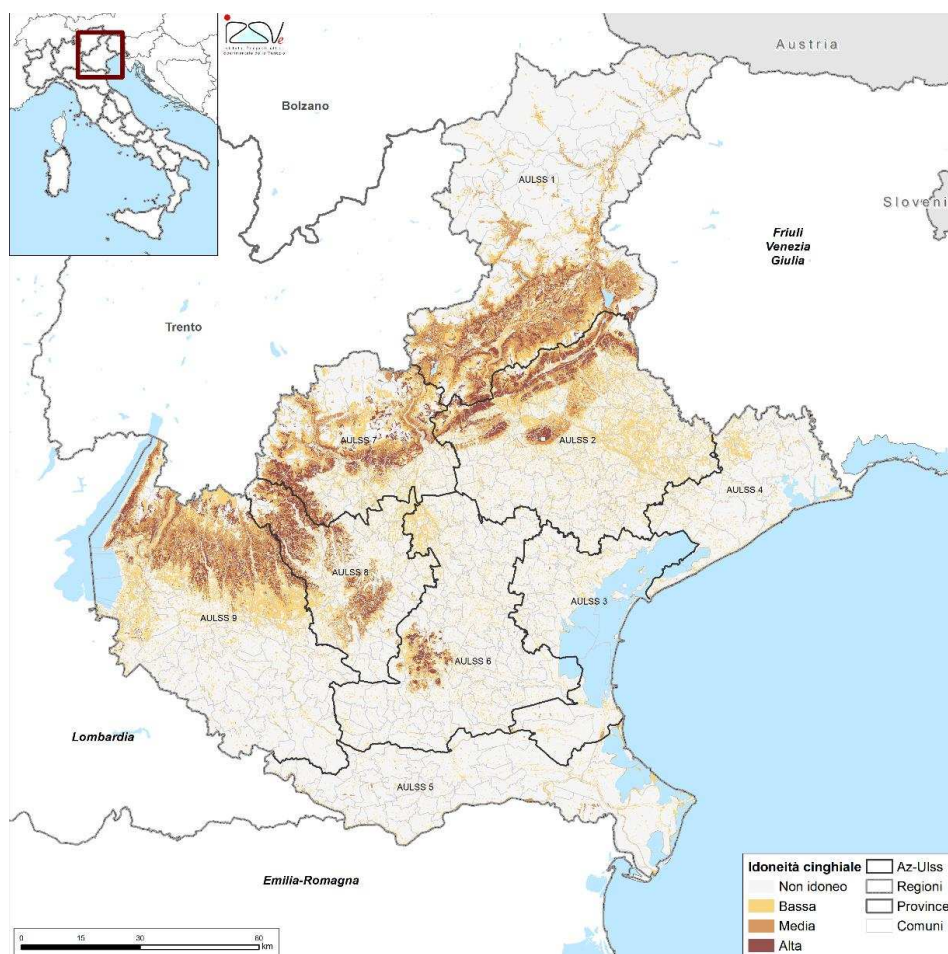 Austria
Bolzano
AULSS 1
Sloveni
Friuli
Venezia
Giulia
Trento
AULSS 7
AULSS 2
AULSS 4
AULSS 8
AULSS 3
AULSS 9
AULSS 6
Lombardia
AULSS 5
Emilia-Romagna
Idoneità cinghiale
Non idoneo
Bassa
Media
Alta
Az-Ulss
Regioni
Province
Comuni
0 15 30 60
km